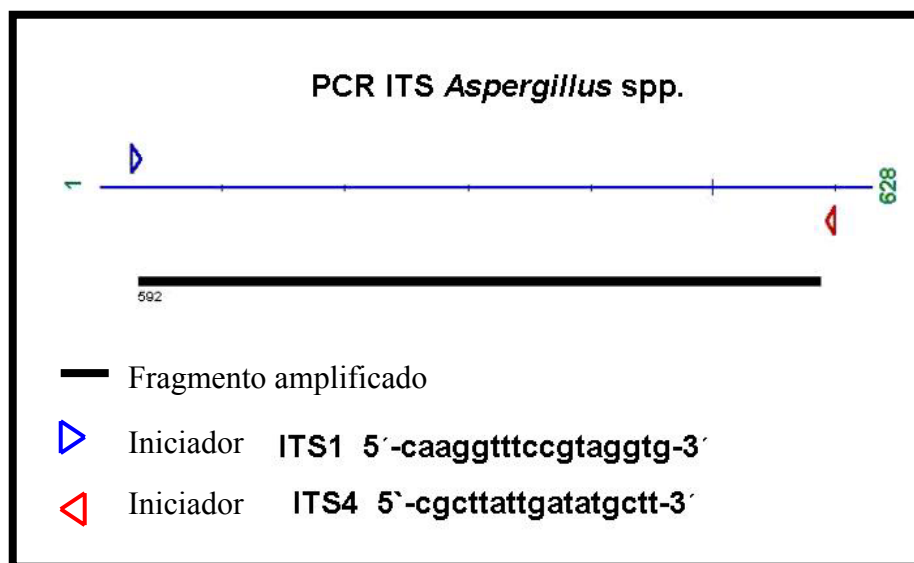 PCR ITS Aspergillus spp.
1
628
592
Fragmento amplificado
Iniciador ITS1 5´-caaggtttccgtaggtg-3´
Iniciador ITS4 5`-cgcttattgatatgctt-3´